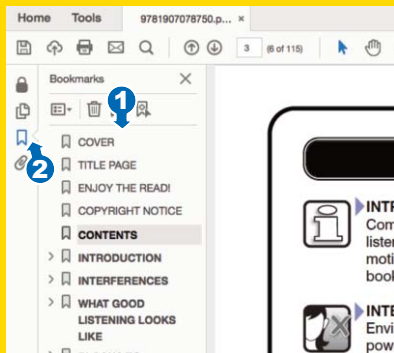 Home Tools 9781907078750.p... ×
3 (6 of 115)
Bookmarks
1
COVER
2
TITLE PAGE
ENJOY THE READ!
COPYRIGHT NOTICE
CONTENTS
INTRODUCTION
INTERFERENCES
WHAT GOOD
LISTENING LOOKS
LIKE
INTR
Com
listen
moti
book
INTE
Envi
pow